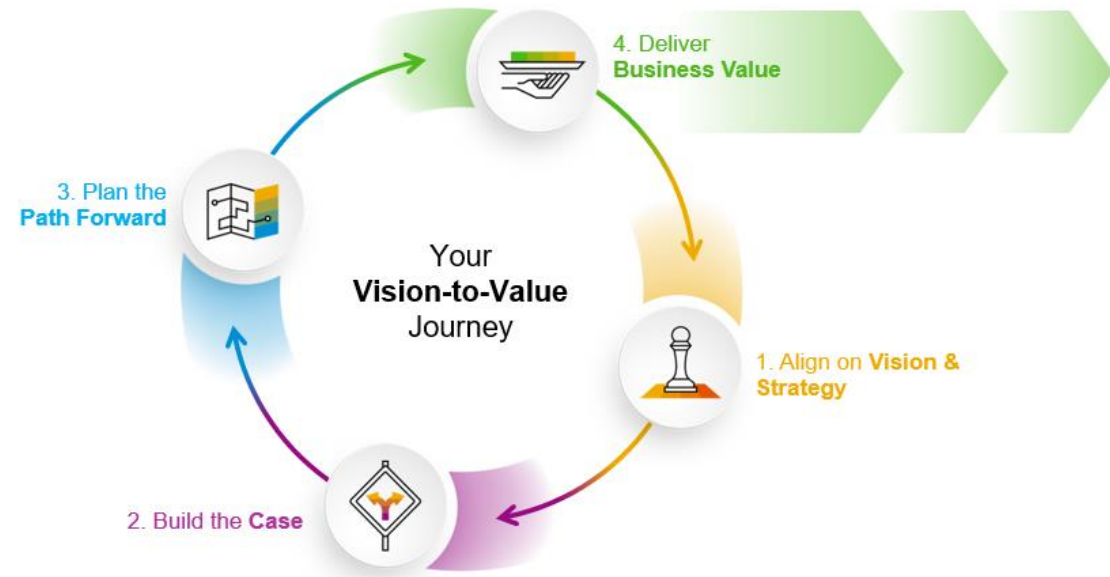 4. Deliver
Business Value
3. Plan the
Path Forward
Your
Vision-to-Value
Journey
1. Align on Vision &
Strategy
2. Build the Case